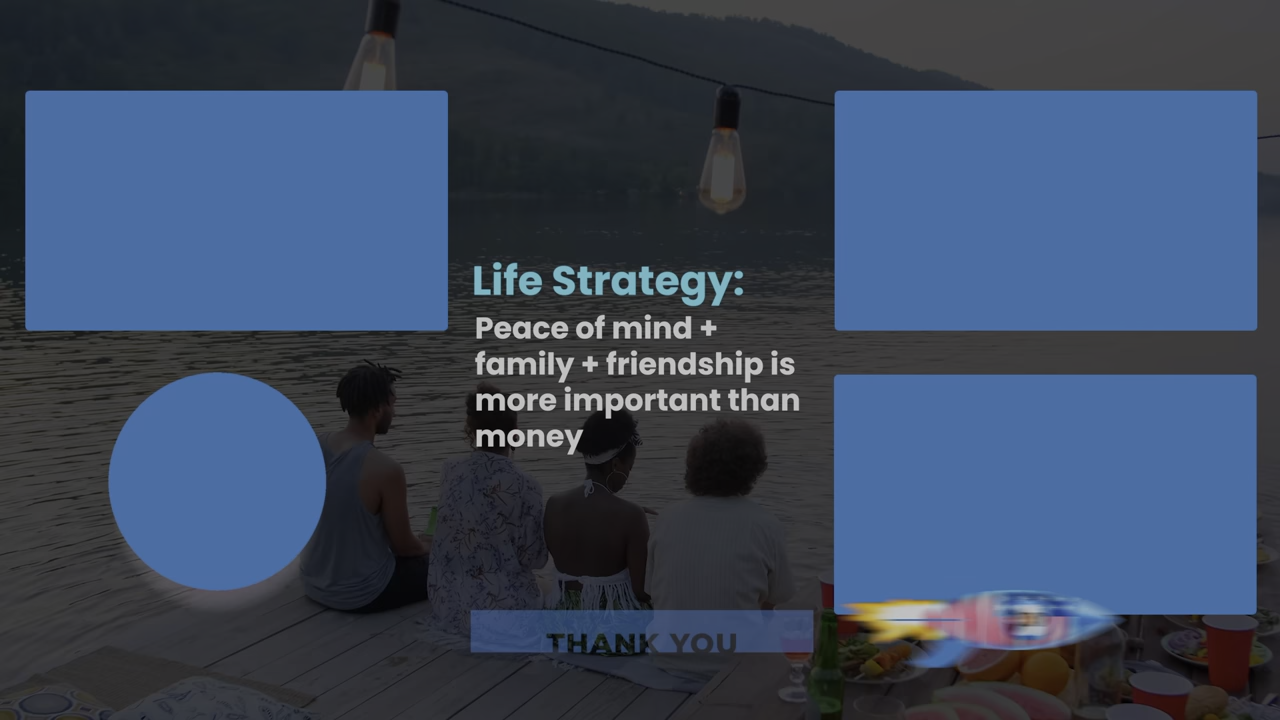 Life Strategy:
Peace of mind +
family + friendship is
more important than
money
THANK YOU